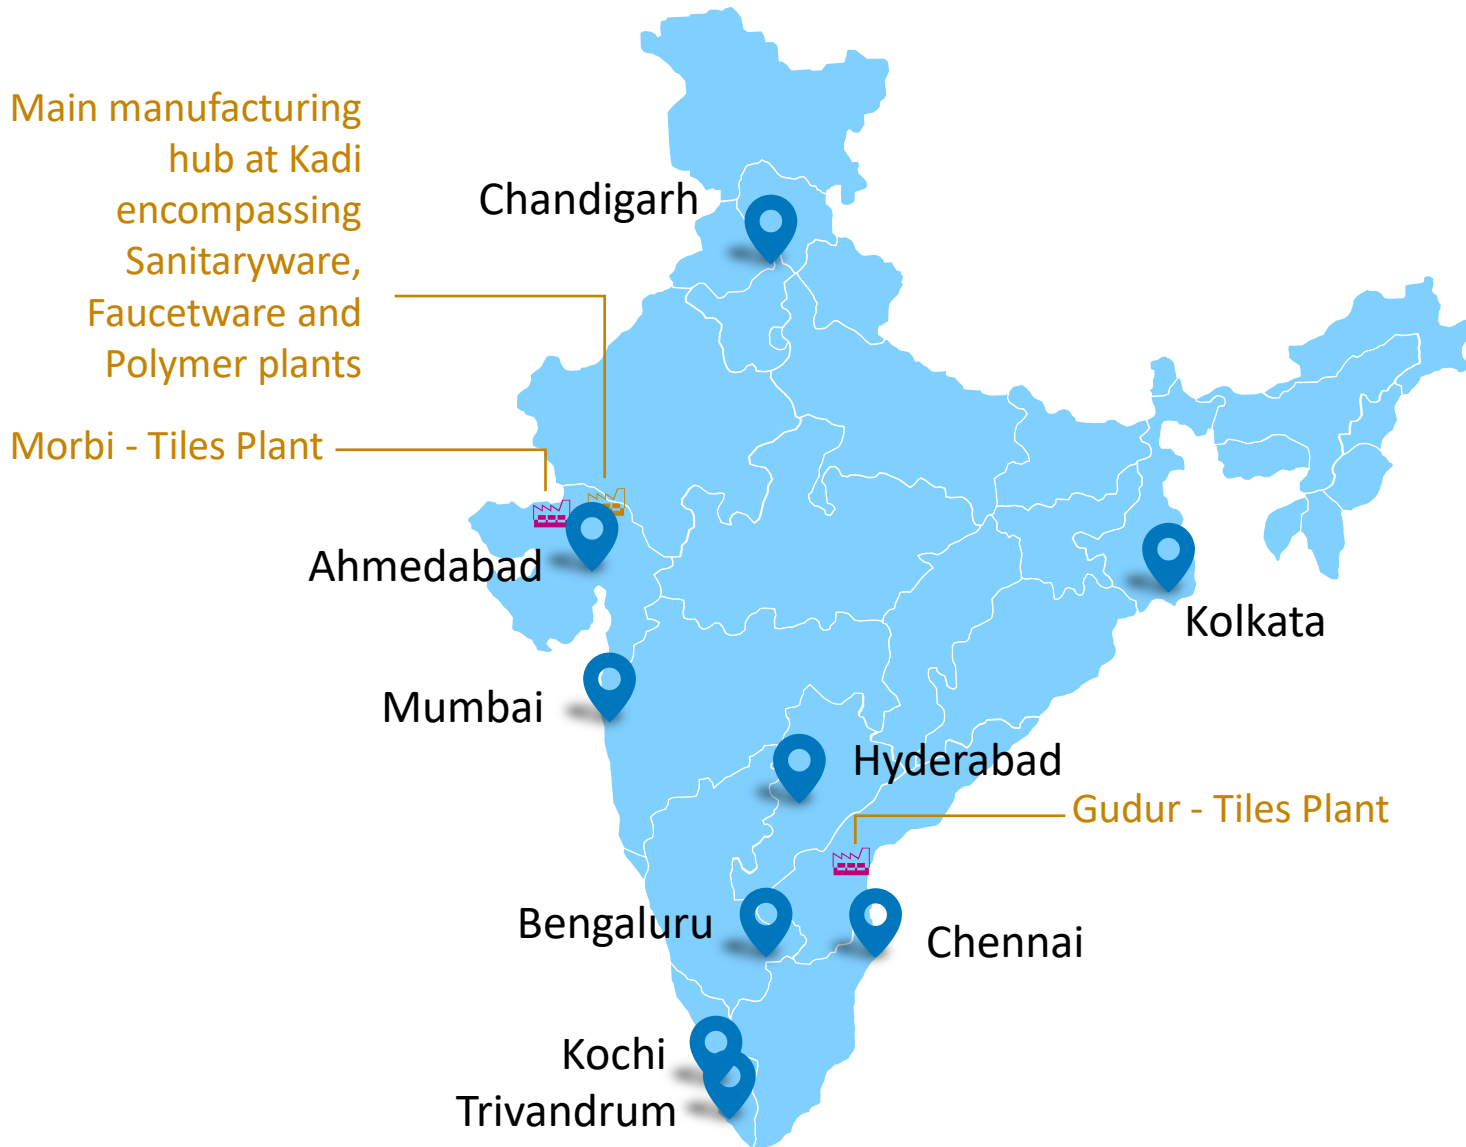 Main manufacturing
hub at Kadi
encompassing
Sanitaryware,
Faucetware and
Polymer plants
Chandigarh
Morbi - Tiles Plant
Ahmedabad
Kolkata
Mumbai
Hyderabad
Gudur - Tiles Plant
Bengaluru
Chennai
Kochi
Trivandrum